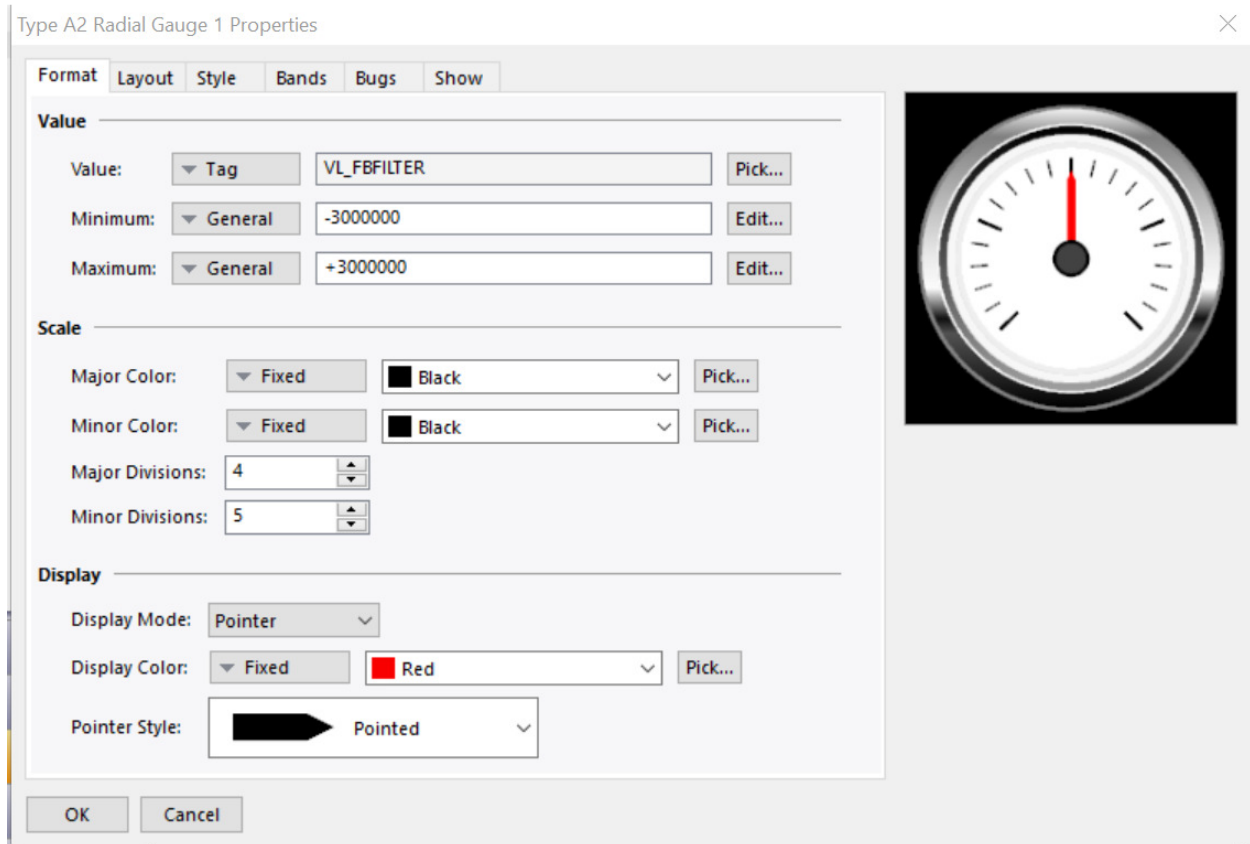 Type A2 Radial Gauge 1 Properties
Format Layout Style Bands Bugs Show
Value
Value: Tag VL_FBFILTER Pick...
Minimum: General -3000000 Edit...
Maximum: General +3000000 Edit...
Scale
Major Color: Fixed Black Pick...
Minor Color: Fixed Black Pick...
Major Divisions: 4
Minor Divisions: 5
Display
Display Mode: Pointer
Display Color: Fixed Red Pick...
Pointer Style: Pointed
OK Cancel